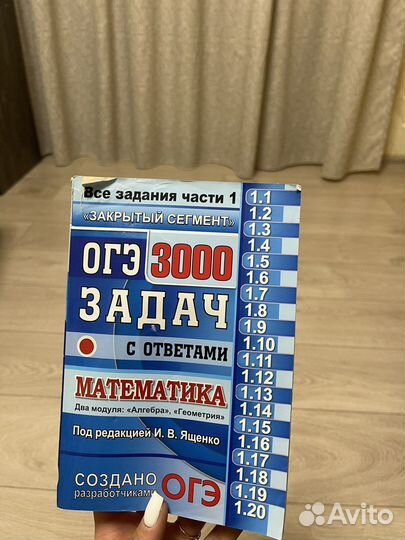 Все задания части 1
«ЗАКРЫТЫЙ СЕГМЕНТ»
ОГЭ 3000
ЗАДАЧ
С ОТВЕТАМИ
МАТЕМАТИКА
Два модуля: «Алгебра», «Геометрия»
Под редакцией И. В. Ященко
СОЗДАНО
разработчиками ОГЭ
1.1
1.2
1.3
1.4
1.5
1.6
1.7
1.8
1.9
1.10
1.11
1.12
1.13
1.14
1.15
1.16
1.17
1.18
1.19
1.20
Avito